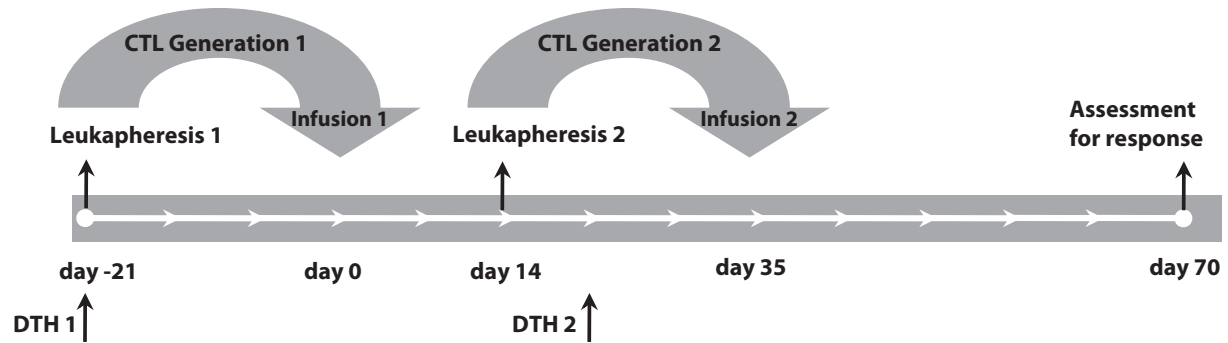 CTL Generation 1
CTL Generation 2
Infusion 1
Infusion 2
Leukapheresis 1
Leukapheresis 2
Assessment
for response
day -21
day 0
day 14
day 35
day 70
DTH 1
DTH 2